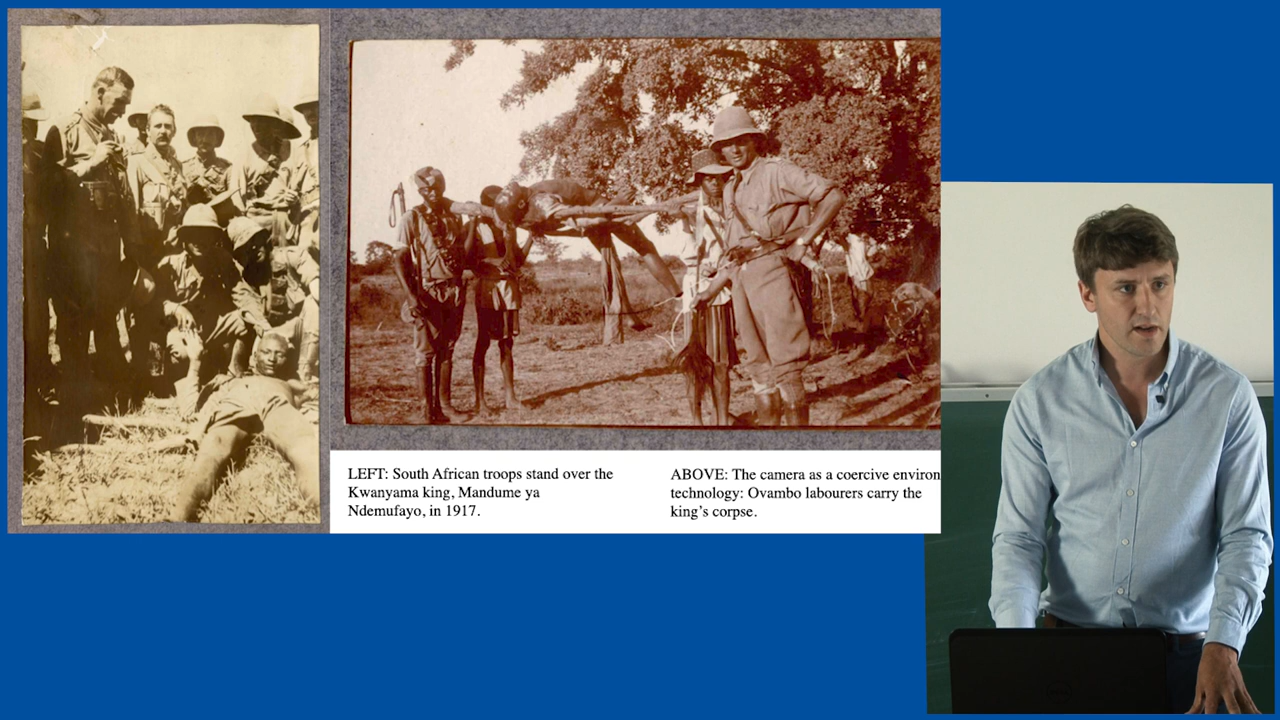 LEFT: South African troops stand over the
Kwanyama king, Mandume ya
Ndemufayo, in 1917.
ABOVE: The camera as a coercive environ
technology: Ovambo labourers carry the
king's corpse.